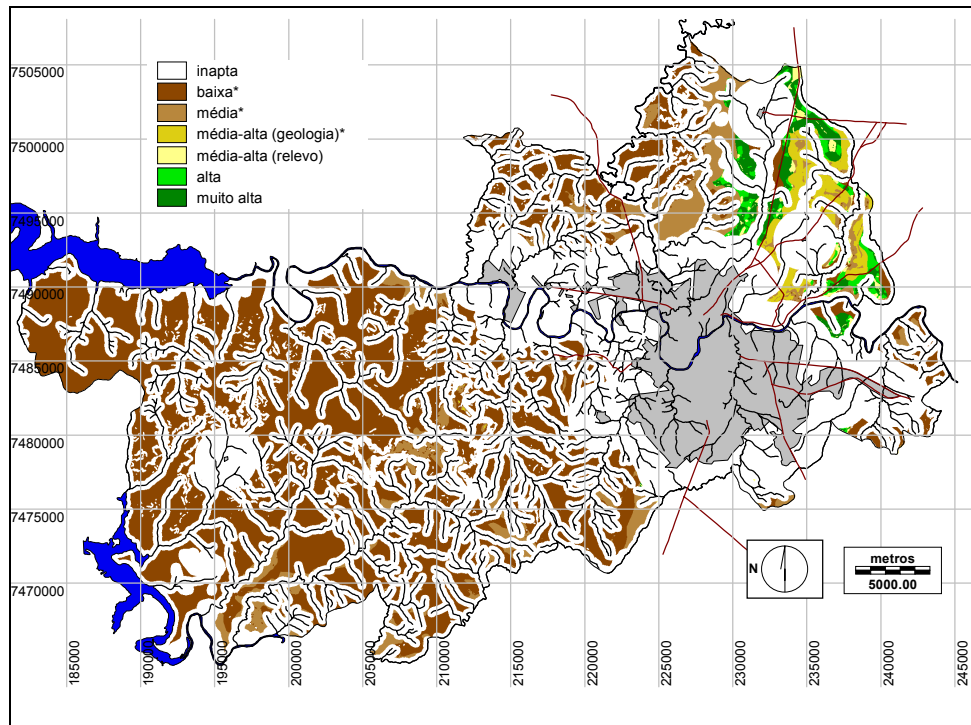 7505000
7500000
7495000
7490000
7485000
7480000
7475000
7470000
inapta
baixa*
média*
média-alta (geologia)*
média-alta (relevo)
alta
muito alta
N
metros
5000.00
185000
190000
195000
200000
205000
210000
215000
220000
225000
230000
235000
240000
245000